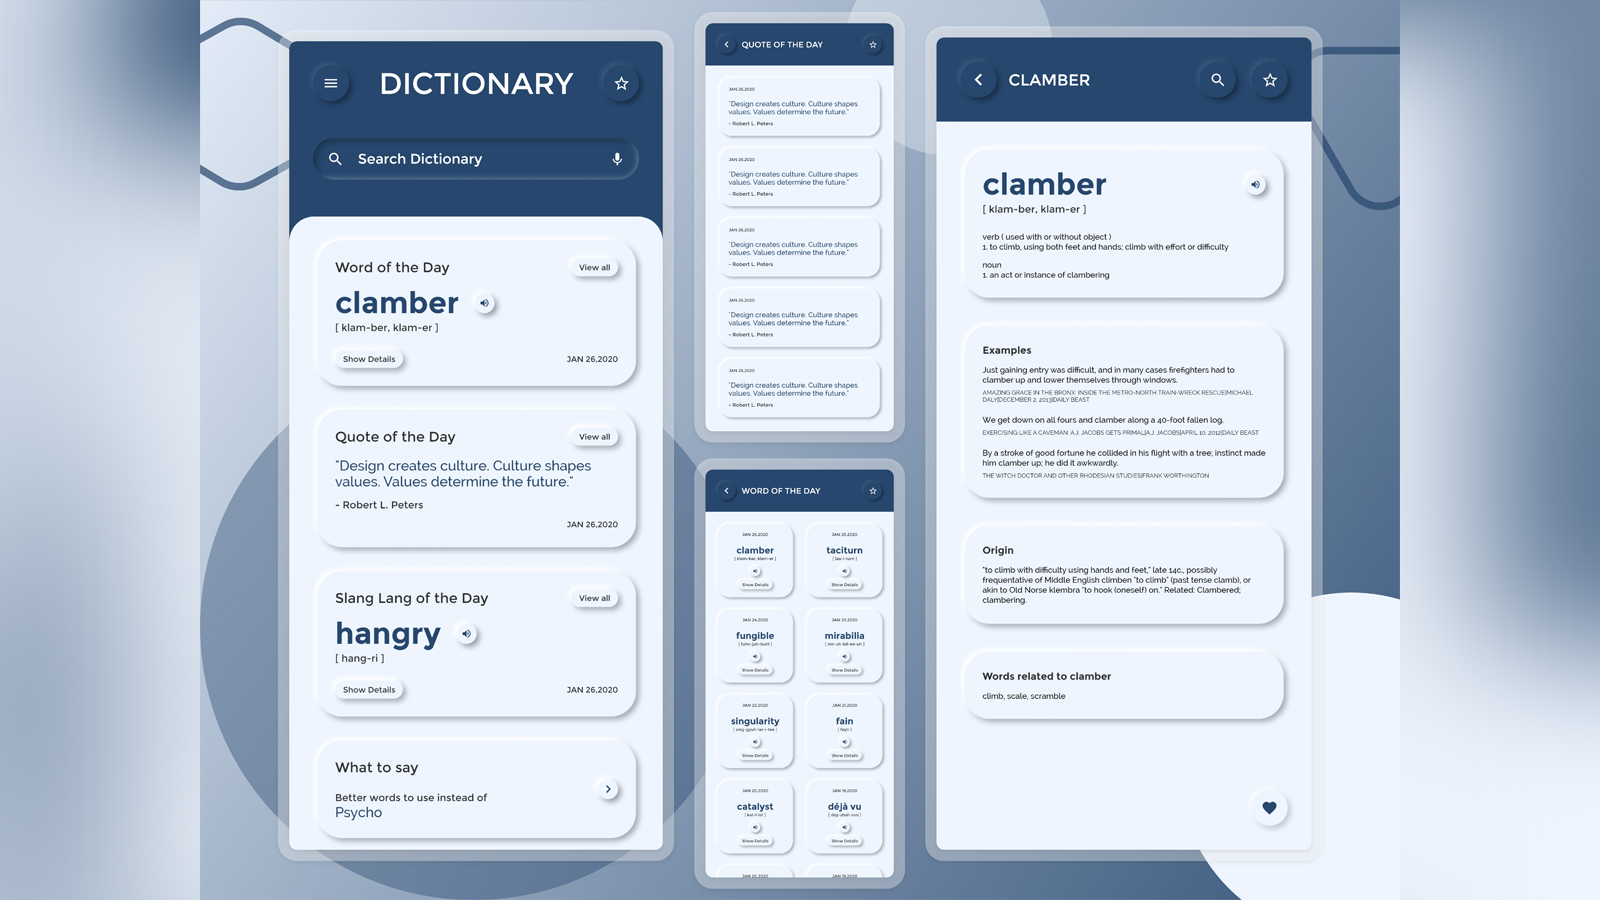 DICTIONARY
Search Dictionary
Word of the Day
View all
clamber
[ klam-ber, klam-er ]
Show Details
JAN 26,2020
Quote of the Day
View all
"Design creates culture. Culture shapes
values. Values determine the future."
- Robert L. Peters
JAN 26,2020
Slang Lang of the Day
View all
hangry
[ hang-ri ]
Show Details
JAN 26,2020
What to say
Better words to use instead of
Psycho
QUOTE OF THE DAY
JAN 26,2020
"Design creates culture. Culture shapes
values. Values determine the future."
- Robert L. Peters
JAN 26,2020
"Design creates culture. Culture shapes
values. Values determine the future."
- Robert L. Peters
JAN 26,2020
"Design creates culture. Culture shapes
values. Values determine the future."
- Robert L. Peters
JAN 26,2020
"Design creates culture. Culture shapes
values. Values determine the future."
- Robert L. Peters
JAN 26,2020
"Design creates culture. Culture shapes
values. Values determine the future."
- Robert L. Peters
WORD OF THE DAY
JAN 26,2020
clamber
[ klam-ber, klam-er ]
Show Details
JAN 25,2020
taciturn
[ tas-i-turn ]
Show Details
JAN 24,2020
fungible
[ fuhn-juh-buhl ]
Show Details
JAN 23,2020
mirabilia
[ mir-uh-bil-ee-uh ]
Show Details
JAN 22,2020
singularity
[ sing-gyuh-lar-i-tee ]
Show Details
JAN 21,2020
fain
[ feyn ]
Show Details
JAN 20,2020
catalyst
[ kat-l-ist ]
Show Details
JAN 19,2020
déjà vu
[ dey-zhah voo ]
Show Details
JAN 20,2020
JAN 19,2020
CLAMBER
clamber
[ klam-ber, klam-er ]
verb ( used with or without object )
1. to climb, using both feet and hands; climb with effort or difficulty
noun
1. an act or instance of clambering
Examples
Just gaining entry was difficult, and in many cases firefighters had to
clamber up and lower themselves through windows.
AMAZING GRACE IN THE BRONX: INSIDE THE METRO-NORTH TRAIN-WRECK RESCUE|MICHAEL
DALY|DECEMBER 2, 2013|DAILY BEAST
We get down on all fours and clamber along a 40-foot fallen log.
EXERCISING LIKE A CAVEMAN: A.J. JACOBS GETS PRIMAL|A.J. JACOBS|APRIL 10, 2012|DAILY BEAST
By a stroke of good fortune he collided in his flight with a tree; instinct made
him clamber up; he did it awkwardly.
THE WITCH DOCTOR AND OTHER RHODESIAN STUDIES|FRANK WORTHINGTON
Origin
"to climb with difficulty using hands and feet," late 14c., possibly
frequentative of Middle English climben "to climb" (past tense clamb), or
akin to Old Norse klembra "to hook (oneself) on." Related: Clambered;
clambering.
Words related to clamber
climb, scale, scramble